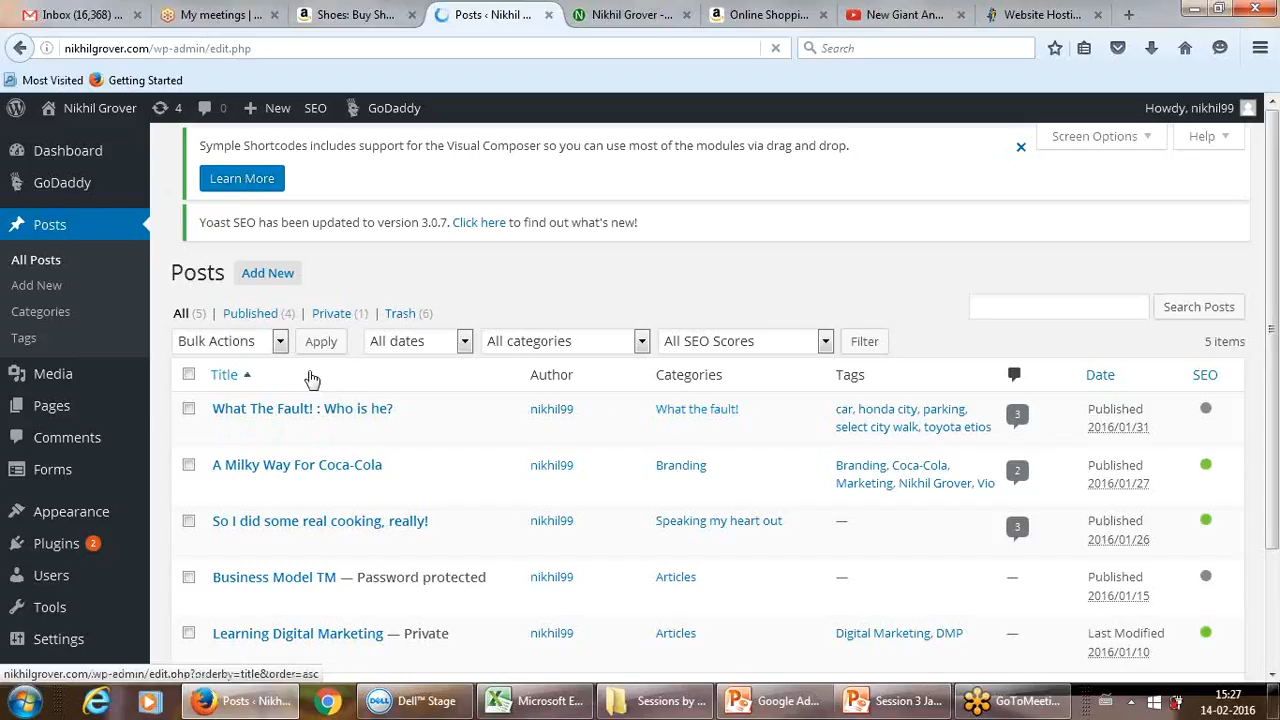 Inbox (16,368)
My meetings |
Shoes: Buy Sh
Posts ‹ Nikhil
Nikhil Grover -
Online Shoppi
New Giant An
Website Hosti
nikhilgrover.com/wp-admin/edit.php
Search
Most Visited
Getting Started
Nikhil Grover
4
0
New
SEO
GoDaddy
Howdy, nikhil99
Dashboard
GoDaddy
Posts
All Posts
Add New
Categories
Tags
Media
Pages
Comments
Forms
Appearance
Plugins 2
Users
Tools
Settings
Screen Options
Help
Symple Shortcodes includes support for the Visual Composer so you can use most of the modules via drag and drop.
Learn More
Yoast SEO has been updated to version 3.0.7. Click here to find out what's new!
Posts
Add New
All (5) | Published (4) | Private (1) | Trash (6)
Search Posts
Bulk Actions
Apply
All dates
All categories
All SEO Scores
Filter
5 items
Title
Author
Categories
Tags
Date
SEO
What The Fault! : Who is he?
nikhil99
What the fault!
car, honda city, parking,
select city walk, toyota etios
3
Published
2016/01/31
A Milky Way For Coca-Cola
nikhil99
Branding
Branding, Coca-Cola,
Marketing, Nikhil Grover, Vio
2
Published
2016/01/27
So I did some real cooking, really!
nikhil99
Speaking my heart out
—
3
Published
2016/01/26
Business Model TM — Password protected
nikhil99
Articles
—
—
Published
2016/01/15
Learning Digital Marketing — Private
nikhil99
Articles
Digital Marketing, DMP
—
Last Modified
2016/01/10
nikhilgrover.com/wp-admin/edit.php?orderby=title&order=asc
Posts ‹ Nikh...
Dell™ Stage
Microsoft E...
Sessions by ...
Google Ad...
Session 3 Ja...
GoToMeeti...
15:27
14-02-2016